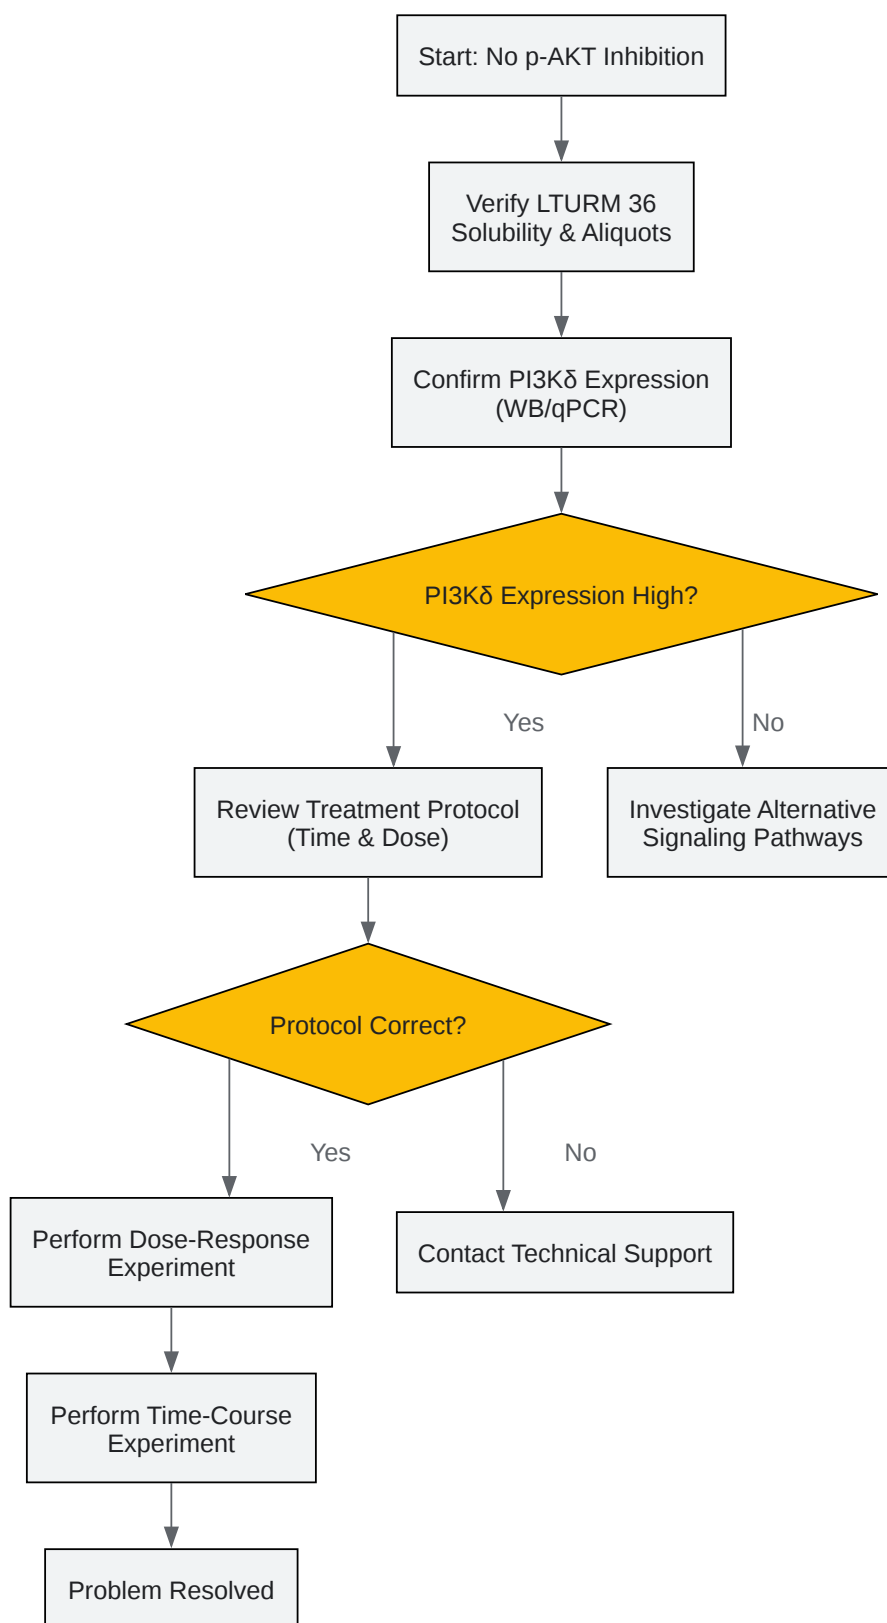 Start: No p-AKT Inhibition
Verify LTURM 36
Solubility & Aliquots
Confirm PI3Kδ Expression
(WB/qPCR)
PI3Kδ Expression High?
Yes
No
Review Treatment Protocol
(Time & Dose)
Investigate Alternative
Signaling Pathways
Protocol Correct?
Yes
No
Perform Dose-Response
Experiment
Contact Technical Support
Perform Time-Course
Experiment
Problem Resolved